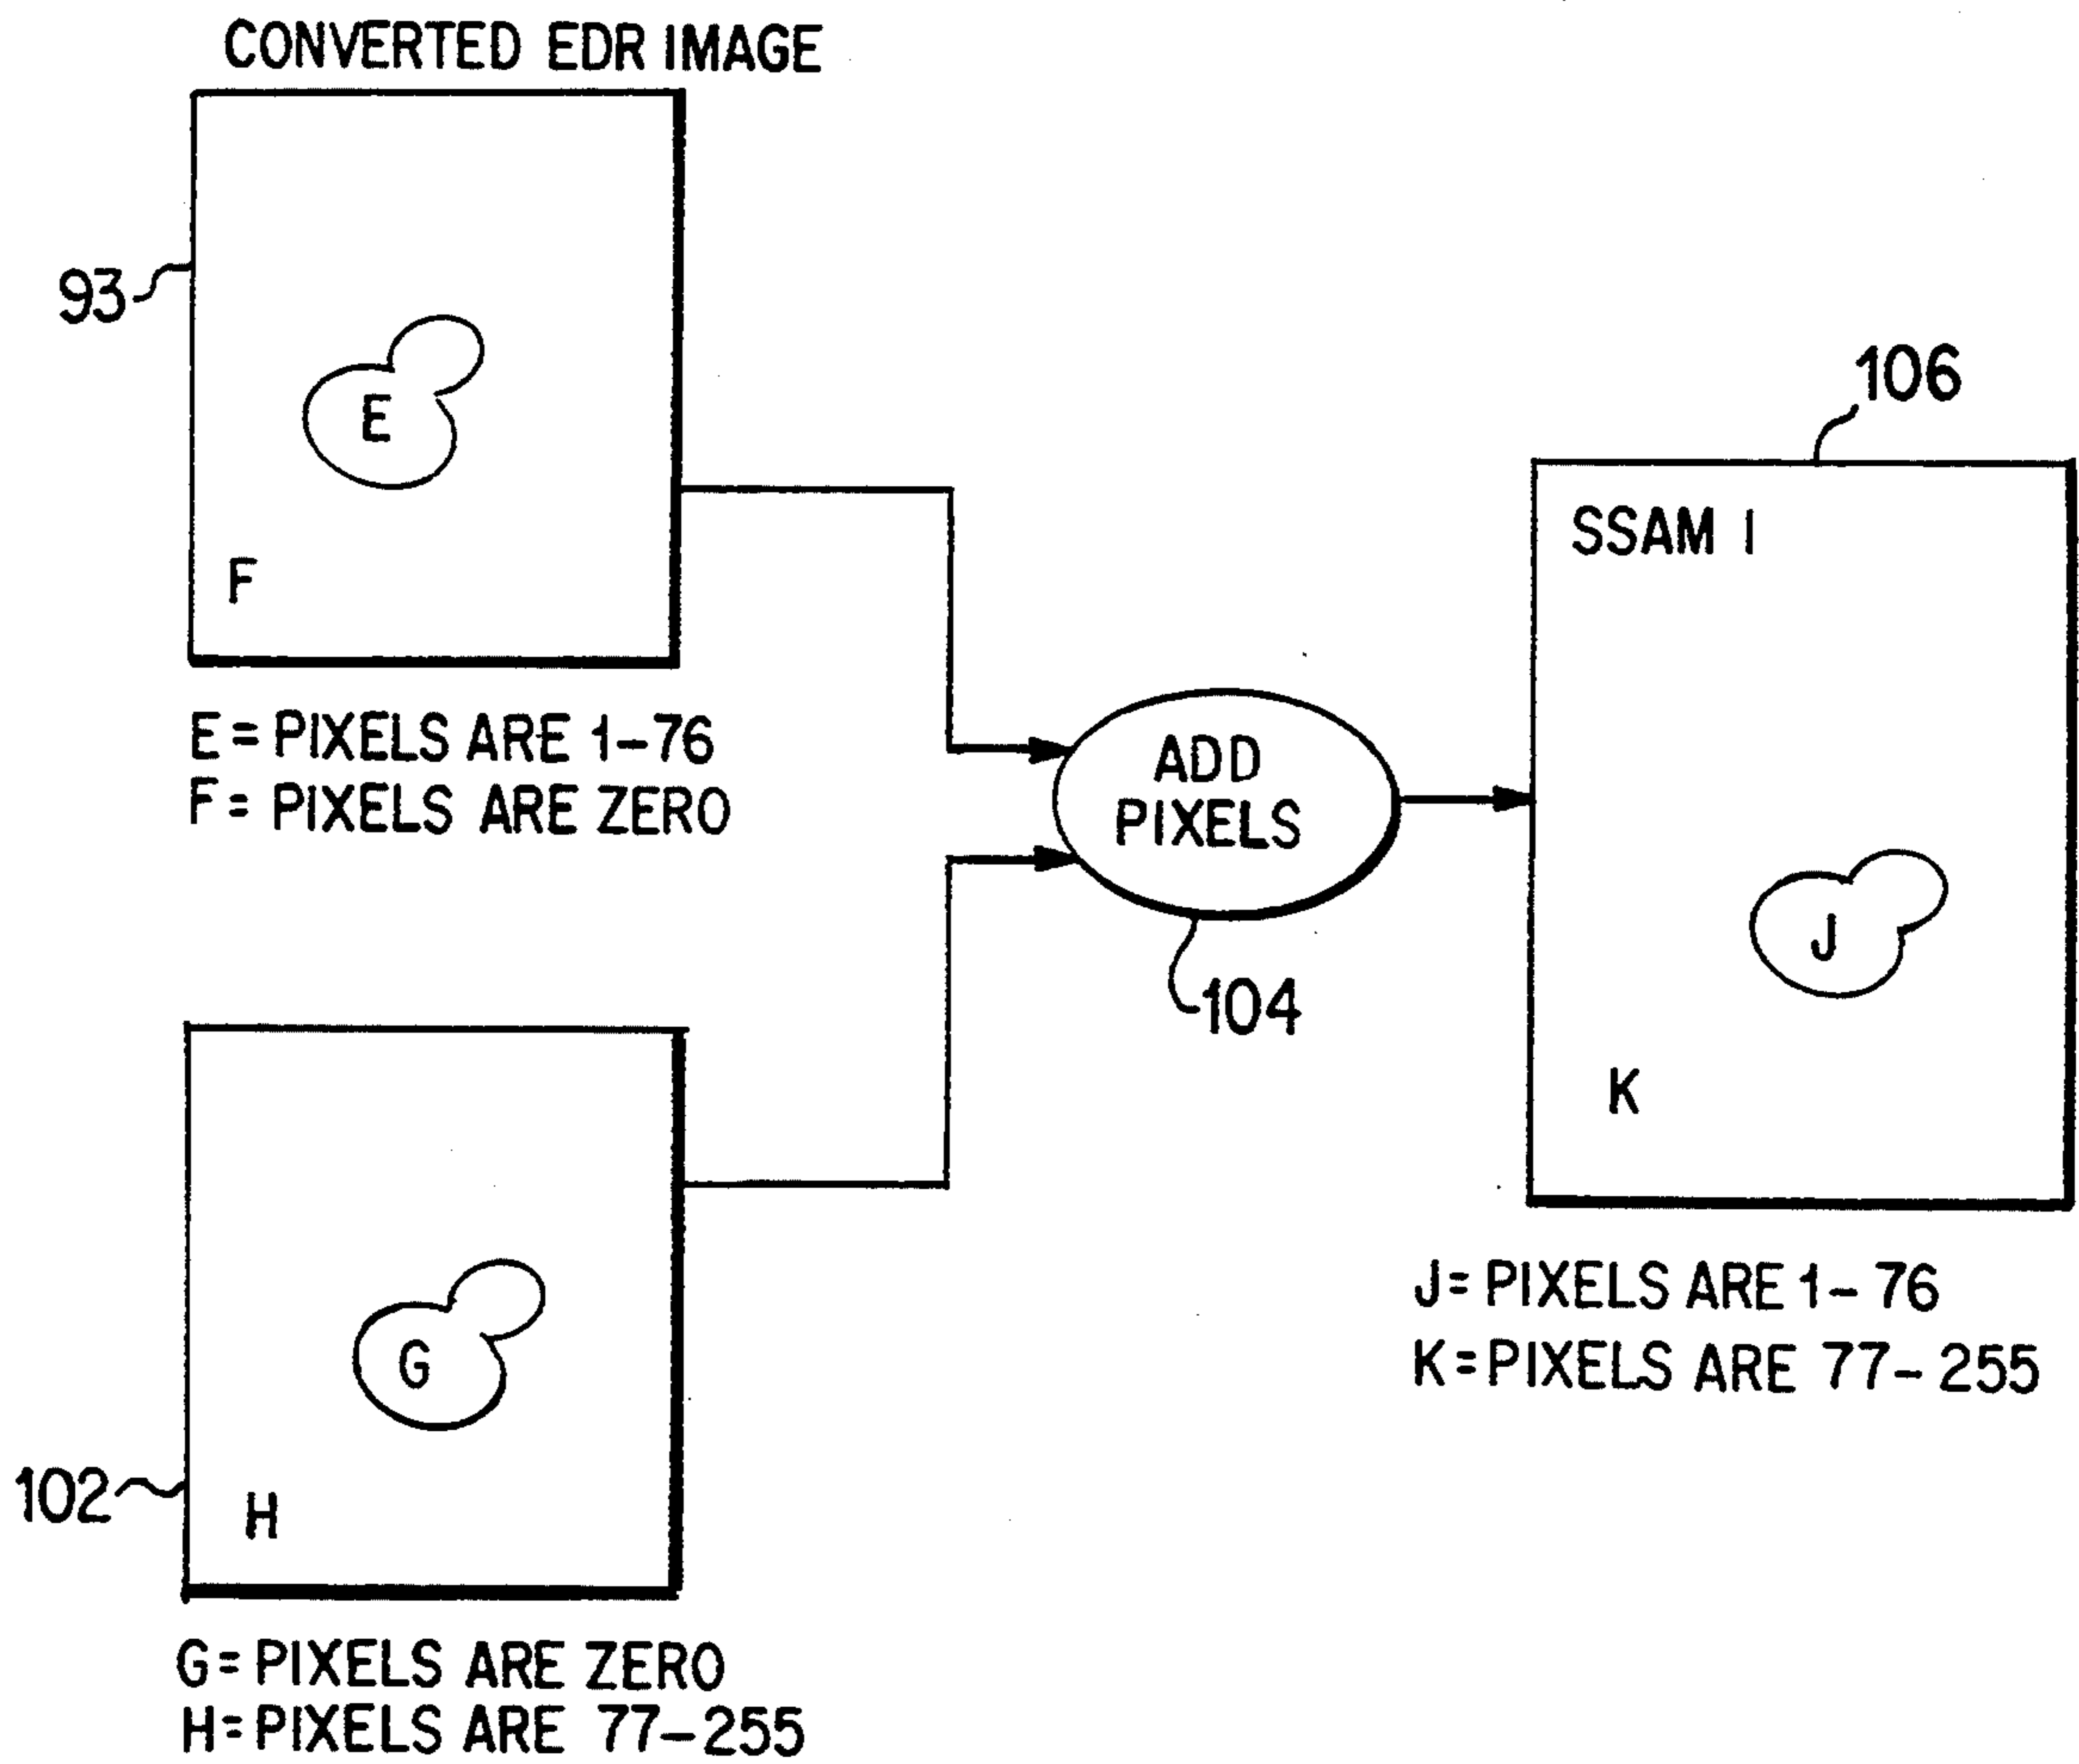 CONVERTED EDR IMAGE
93
E
F
E = PIXELS ARE 1-76
F = PIXELS ARE ZERO
ADD
PIXELS
104
106
SSAM I
J
K
J = PIXELS ARE 1-76
K = PIXELS ARE 77-255
102
G
H
G = PIXELS ARE ZERO
H = PIXELS ARE 77-255